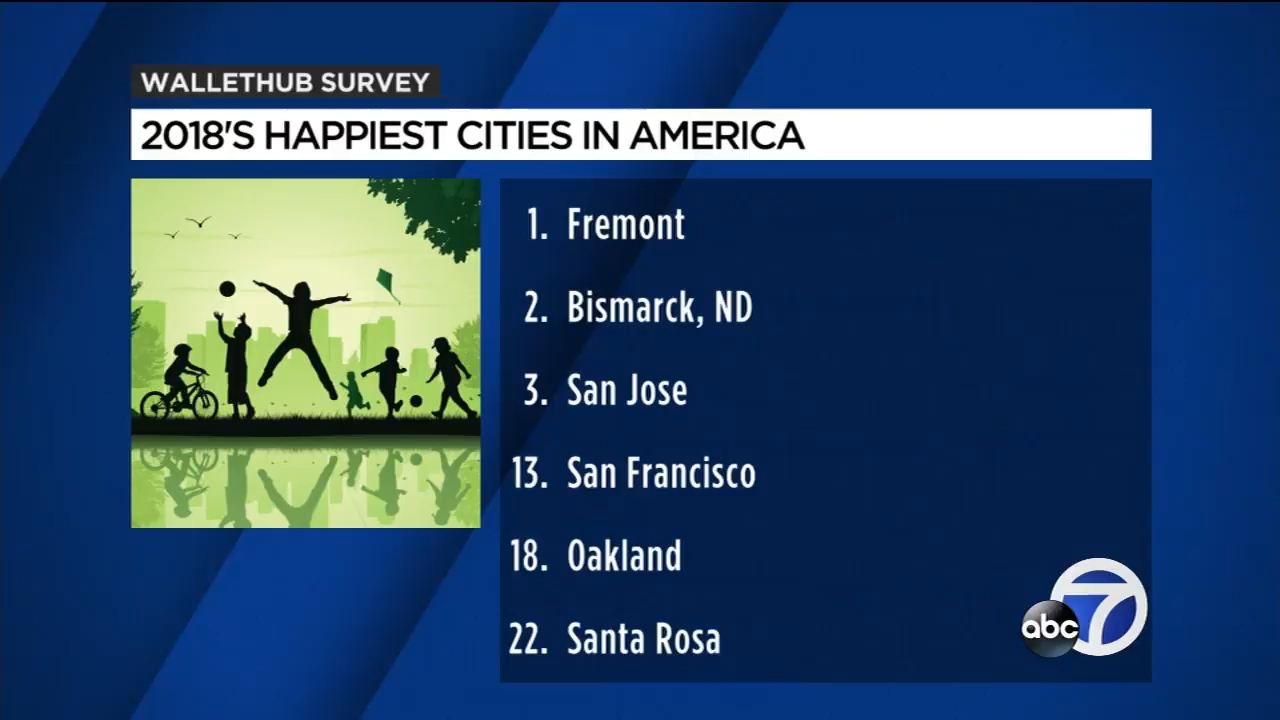 WALLETHUB SURVEY
2018'S HAPPIEST CITIES IN AMERICA
1. Fremont
2. Bismarck, ND
3. San Jose
13. San Francisco
18. Oakland
22. Santa Rosa
abc 7